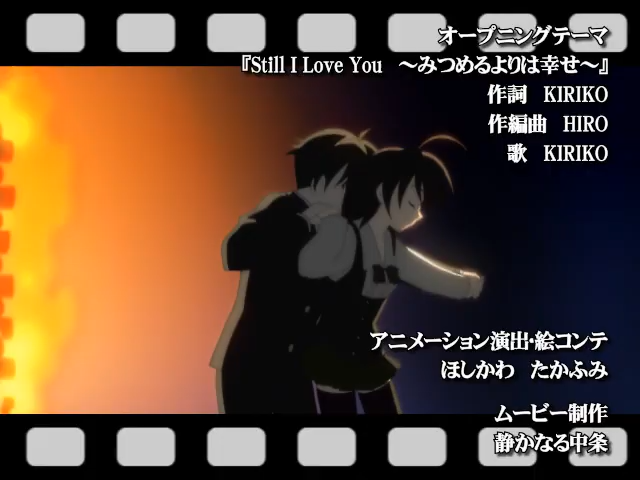 オープニングテーマ
『Still I Love You　～みつめるよりは幸せ～』
作詞　KIRIKO
作編曲　HIRO
歌　KIRIKO
アニメーション演出・絵コンテ
ほしかわ　たかふみ
ムービー制作
静かなる中条